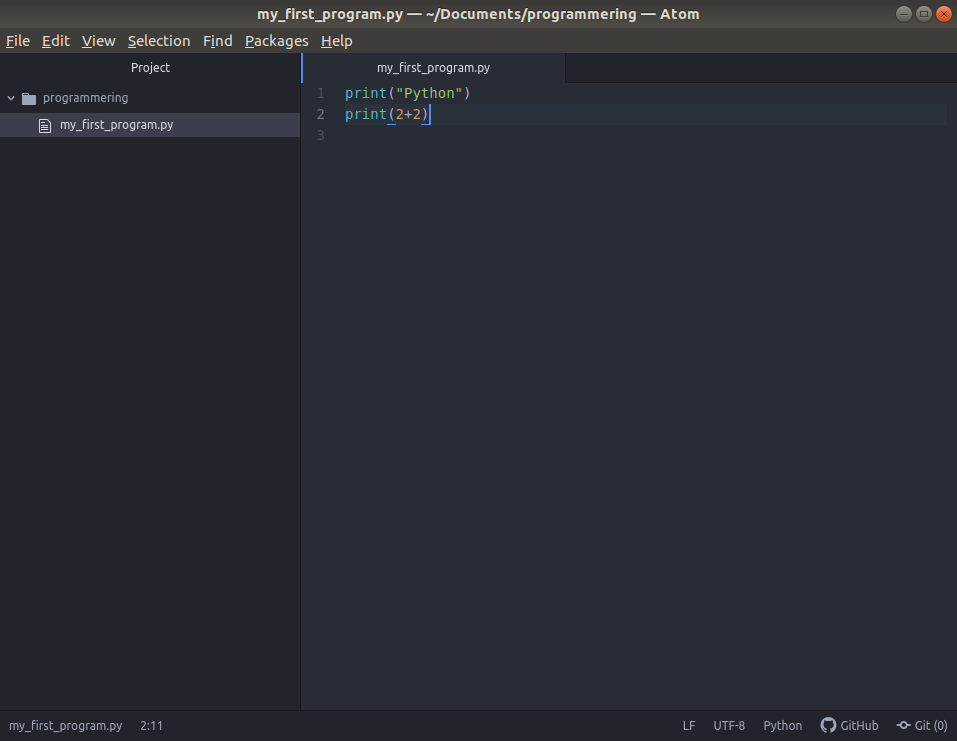 my_first_program.py — ~/Documents/programmering — Atom
File Edit View Selection Find Packages Help
Project
my_first_program.py
programmering
my_first_program.py
1 print("Python")
2 print(2+2)
3
my_first_program.py 2:11 LF UTF-8 Python GitHub Git (0)